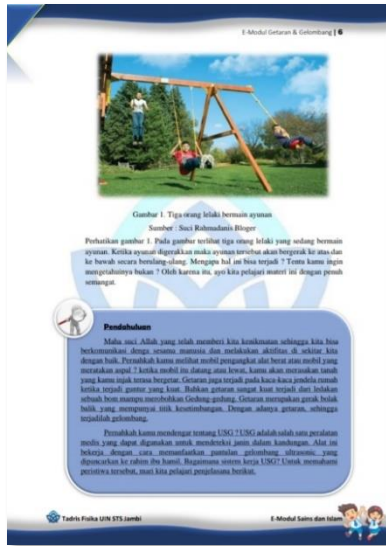 E-Modul Getaran & Gelombang | 6
Gambar 1. Tiga orang lelaki bermain ayunan
Sumber : Suci Rahmadanis Bloger
Perhatikan gambar 1. Pada gambar terlihat tiga orang lelaki yang sedang bermain
ayunan. Ketika ayunan digerakkan maka ayunan tersebut akan bergerak ke atas dan
ke bawah secara berulang-ulang. Mengapa hal ini bisa terjadi ? Tentu kamu ingin
mengetahuinya bukan ? Oleh karena itu, ayo kita pelajari materi ini dengan penuh
semangat.
Pendahuluan
Maha suci Allah yang telah memberi kita kenikmatan sehingga kita bisa
berkomunikasi denga sesama manusia dan melakukan aktifitas di sekitar kita
dengan baik. Pernahkah kamu melihat mobil pengangkat alat berat atau mobil yang
meratakan aspal ? ketika mobil itu datang atau lewat, kamu akan merasakan tanah
yang kamu injak terasa bergetar. Getaran juga terjadi pada kaca-kaca jendela rumah
ketika terjadi guntur yang kuat. Bahkan getaran sangat kuat terjadi dari ledakan
sebuah bom mampu merobohkan Gedung-gedung. Getaran merupakan gerak bolak
balik yang mempunyai titik kesetimbangan. Dengan adanya getaran, sehingga
terjadilah gelombang.
Pernahkah kamu mendengar tentang USG ? USG adalah salah satu peralatan
medis yang dapat digunakan untuk mendeteksi janin dalam kandungan. Alat ini
bekerja dengan cara memanfaatkan pantulan gelombang ultrasonic yang
dipancarkan ke rahim ibu hamil. Bagaimana sistem kerja USG? Untuk memahami
peristiwa tersebut, mari kita pelajari penjelasana berikut.
Tadris Fisika UIN STS Jambi
E-Modul Sains dan Islam